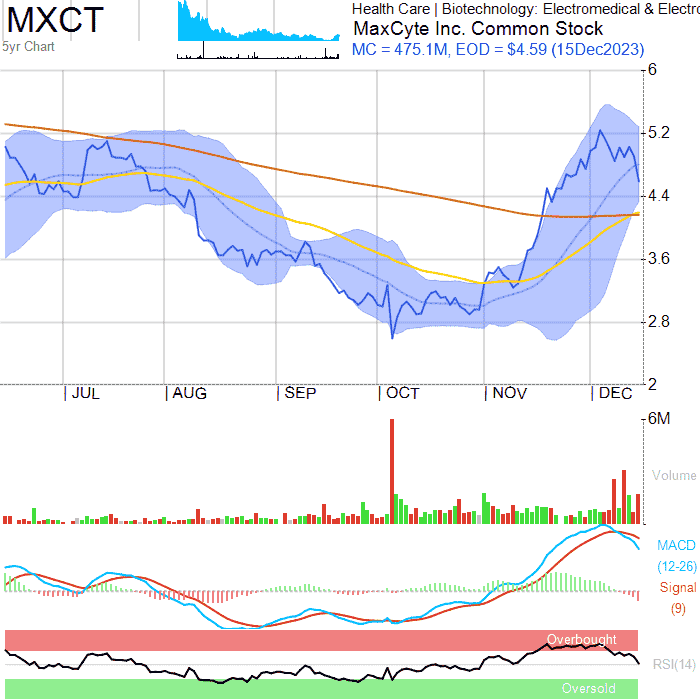 MXCT
5yr Chart
Health Care | Biotechnology: Electromedical & Electro
MaxCyte Inc. Common Stock
MC = 475.1M, EOD = $4.59 (15Dec2023)
6
5.2
4.4
3.6
2.8
2
JUL AUG SEP OCT NOV DEC
6M
Volume
MACD
(12-26)
Signal
(9)
Overbought
RSI(14)
Oversold